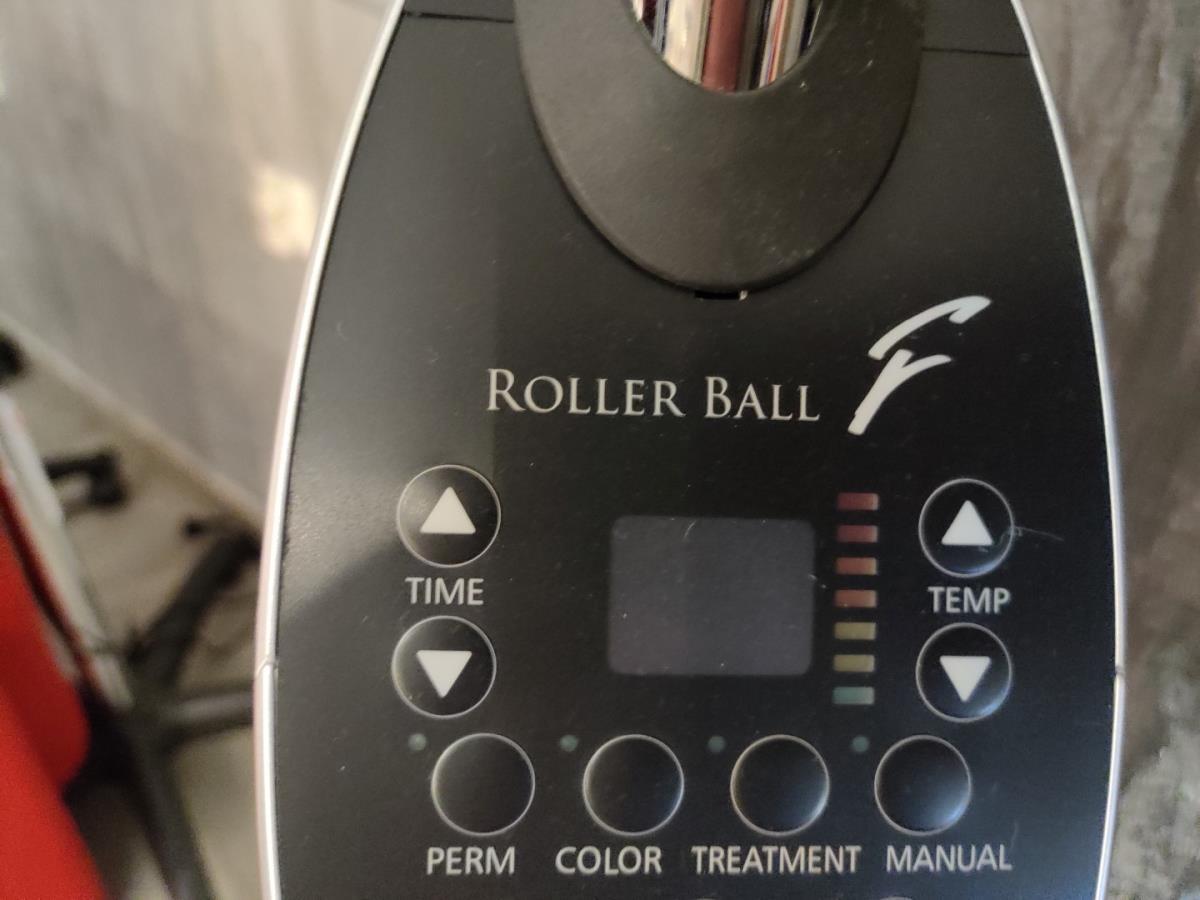 ROLLER BALL F
TIME
TEMP
PERM COLOR TREATMENT MANUAL